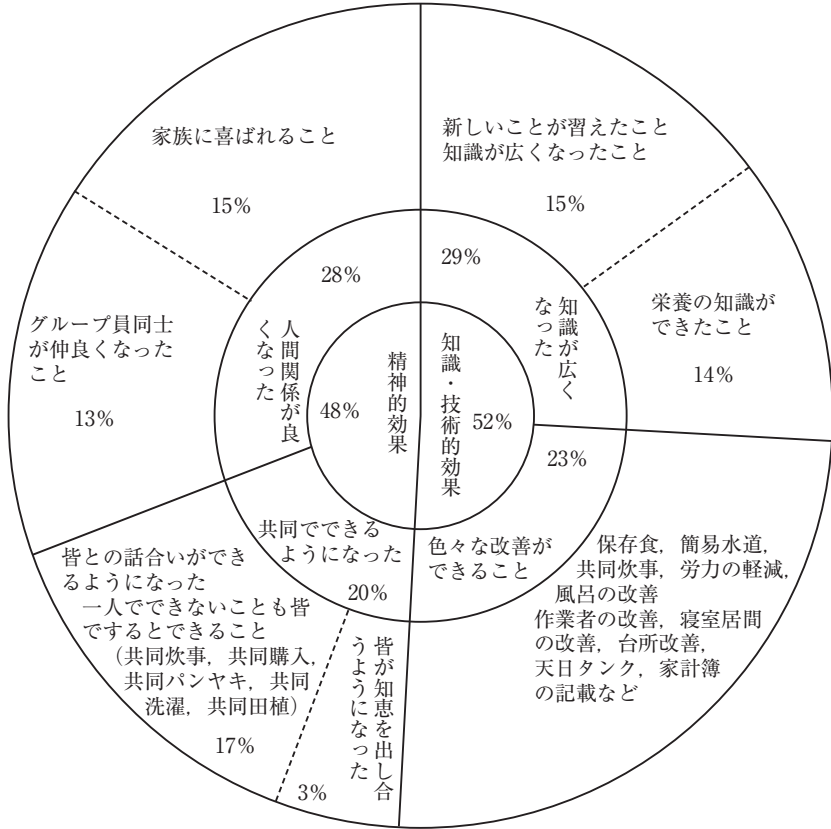 家族に喜ばれること
15%
新しいことが習えたこと
知識が広くなったこと
15%
28%
人間関係が良
くなった
29%
知識が広く
なった
栄養の知識が
できたこと
14%
グループ員同士
が仲良くなった
こと
13%
48%
精神的効果
知識・技術的効果
52%
23%
色々な改善が
できること
共同でできる
ようになった
20%
保存食，簡易水道，
共同炊事，労力の軽減，
風呂の改善
作業者の改善，寝室居間
の改善，台所改善，
天日タンク，家計簿
の記載など
皆との話合いができ
るようになった
一人でできないことも皆
でするとできること
（共同炊事，共同購入，
共同パンヤキ，共同
洗濯，共同田植）
17%
皆が知恵を出し合
うようになった
3%